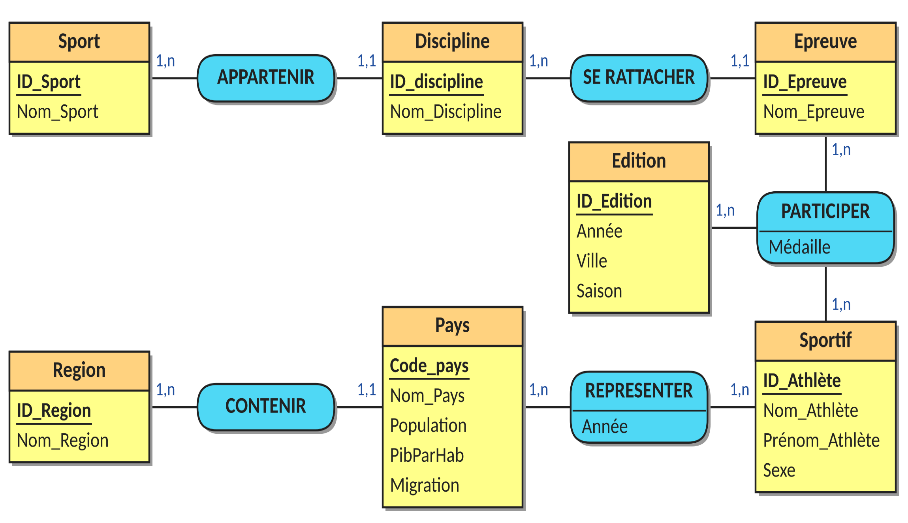 Sport
ID_Sport
Nom_Sport
1,n
APPARTENIR
1,1
Discipline
ID_discipline
Nom_Discipline
1,n
SE RATTACHER
1,1
Epreuve
ID_Epreuve
Nom_Epreuve
1,n
Edition
ID_Edition
Année
Ville
Saison
1,n
PARTICIPER
Médaille
1,n
Region
ID_Region
Nom_Region
1,n
CONTENIR
1,1
Pays
Code_pays
Nom_Pays
Population
PibParHab
Migration
1,n
REPRESENTER
Année
1,n
Sportif
ID_Athlète
Nom_Athlète
Prénom_Athlète
Sexe